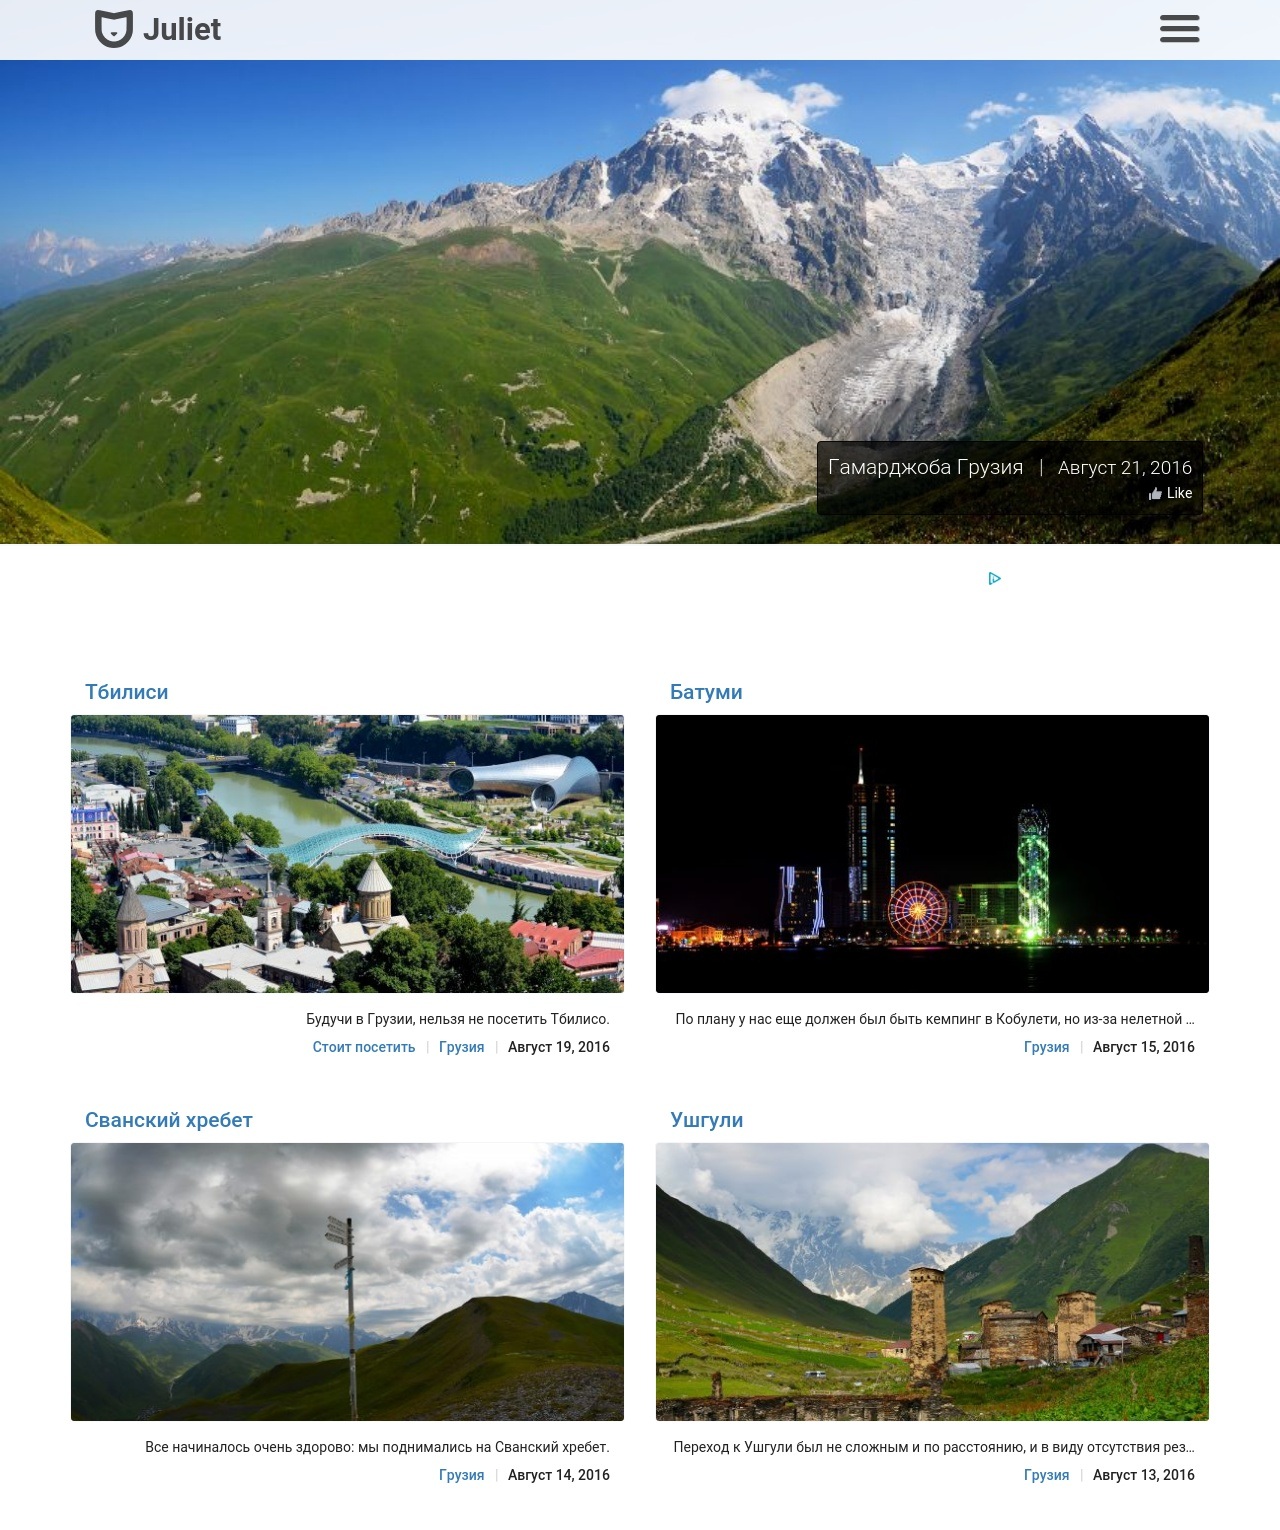 Juliet
Гамарджоба Грузия | Август 21, 2016
Like
Тбилиси
Будучи в Грузии, нельзя не посетить Тбилисо.
Стоит посетить | Грузия | Август 19, 2016
Батуми
По плану у нас еще должен был быть кемпинг в Кобулети, но из-за нелетной ...
Грузия | Август 15, 2016
Сванский хребет
Все начиналось очень здорово: мы поднимались на Сванский хребет.
Грузия | Август 14, 2016
Ушгули
Переход к Ушгули был не сложным и по расстоянию, и в виду отсутствия рез...
Грузия | Август 13, 2016